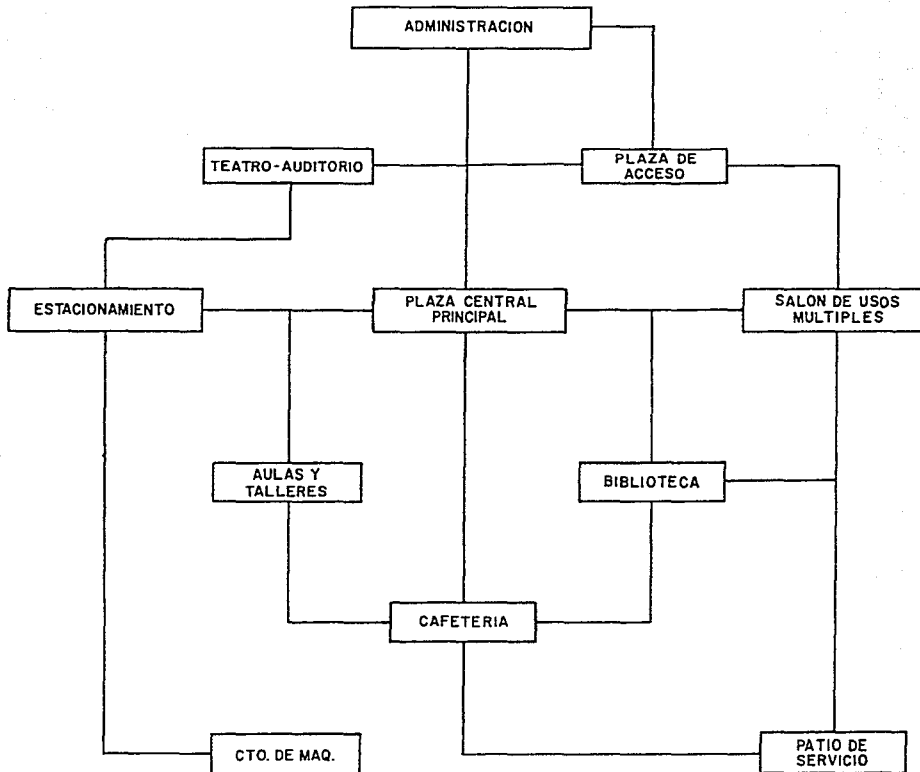 ADMINISTRACION
TEATRO-AUDITORIO
PLAZA DE
ACCESO
ESTACIONAMIENTO
PLAZA CENTRAL
PRINCIPAL
SALON DE USOS
MULTIPLES
AULAS Y
TALLERES
BIBLIOTECA
CAFETERIA
CTO. DE MAQ.
PATIO DE
SERVICIO